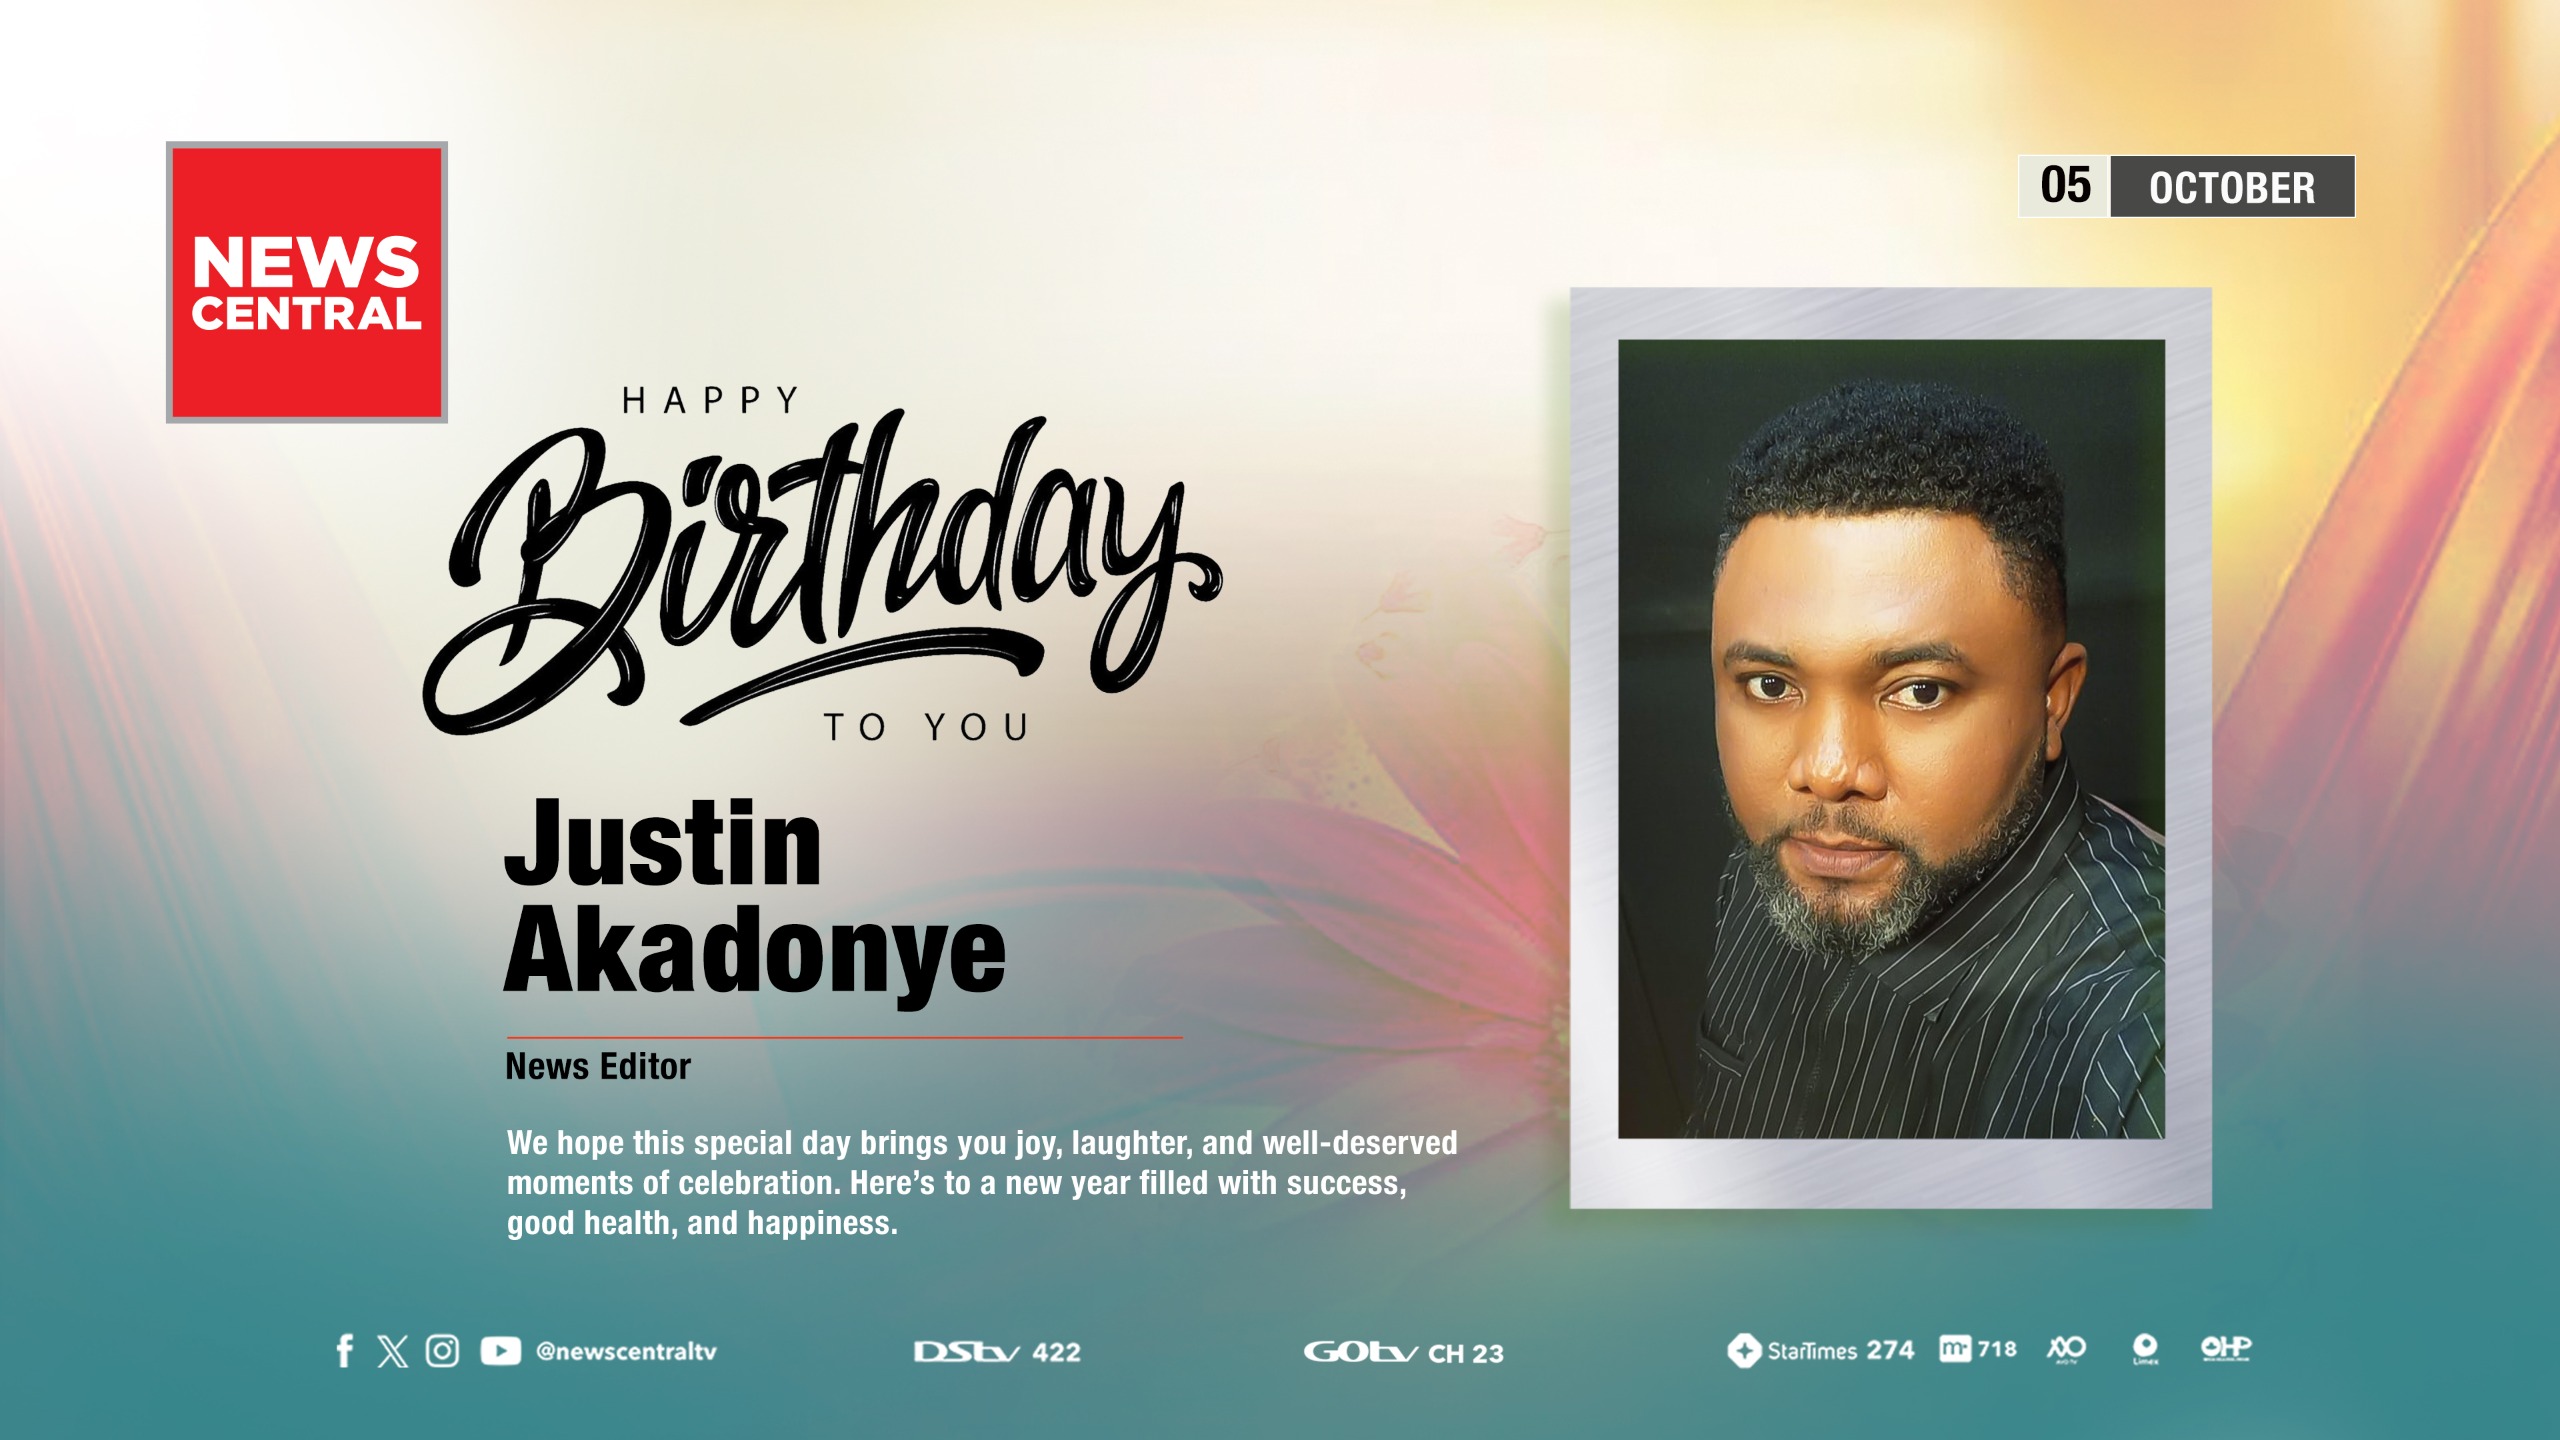 NEWS
CENTRAL
05 OCTOBER
HAPPY
Birthday
TO YOU
Justin
Akadonye
News Editor
We hope this special day brings you joy, laughter, and well-deserved
moments of celebration. Here’s to a new year filled with success,
good health, and happiness.
@newscentraltv DStv 422 GOtv CH 23 StarTimes 274 718 Limex OHP